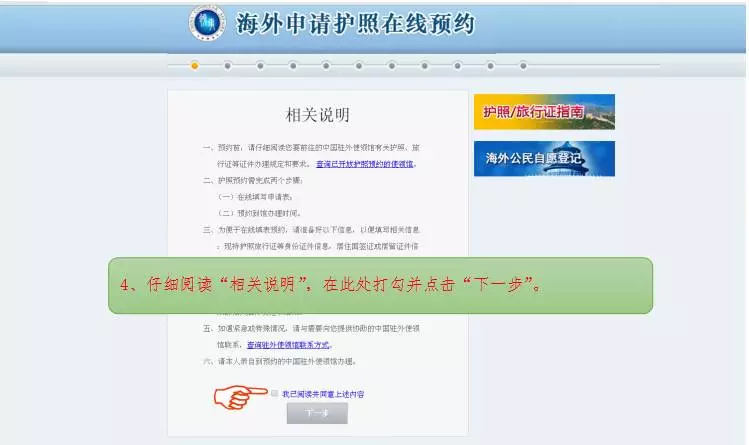 海外申请护照在线预约
相关说明
护照/旅行证指南
海外公民自愿登记
一、预约前,请仔细阅读您要前往的中国驻外使领馆有关护照、旅
行证等证件办理规定和要求。查询已开放护照预约的使领馆。
二、护照预约需完成两个步骤:
(一)在线填写申请表;
(二)预约到馆办理时间。
三、为便于在线填表预约,请准备好以下信息,以便填写相关信息
:现持护照旅行证等身份证件信息,居住国签证或居留证件信
4、仔细阅读“相关说明”,在此处打勾并点击“下一步”。
五、如遇紧急或特殊情况,请与需要向您提供协助的中国驻外使领
馆联系,查询驻外使领馆联系方式。
六、请本人亲自到预约的中国驻外使领馆办理。
我已阅读并同意上述内容
下一步